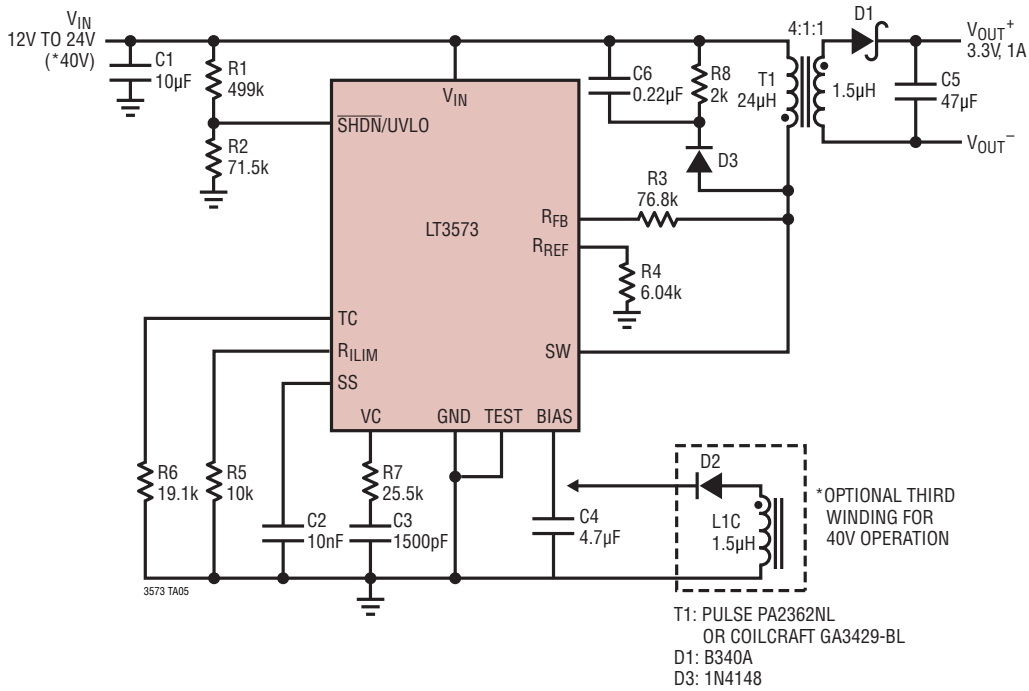 VIN
12V TO 24V
(*40V)
C1
10µF
R1
499k
R2
71.5k
VIN
SHDN/UVLO
LT3573
RFB
RREF
SW
TC
RILIM
SS
VC
GND
TEST
BIAS
C6
0.22µF
R8
2k
D3
R3
76.8k
R4
6.04k
4:1:1
T1
24µH
1.5µH
D1
VOUT+
3.3V, 1A
C5
47µF
VOUT–
R6
19.1k
R5
10k
C2
10nF
R7
25.5k
C3
1500pF
C4
4.7µF
D2
L1C
1.5µH
*OPTIONAL THIRD
WINDING FOR
40V OPERATION
3573 TA05
T1: PULSE PA2362NL
OR COILCRAFT GA3429-BL
D1: B340A
D3: 1N4148